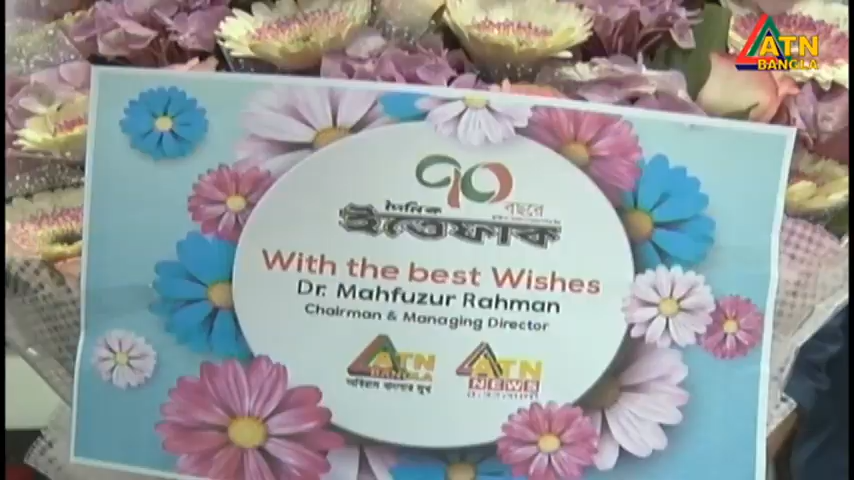 ATN
BANGLA
৭০
বছর
দৈনিক
ইত্তেফাক
With the best Wishes
Dr. Mahfuzur Rahman
Chairman & Managing Director
ATN
BANGLA
অবিরাম বাংলার মুখ
ATN
NEWS